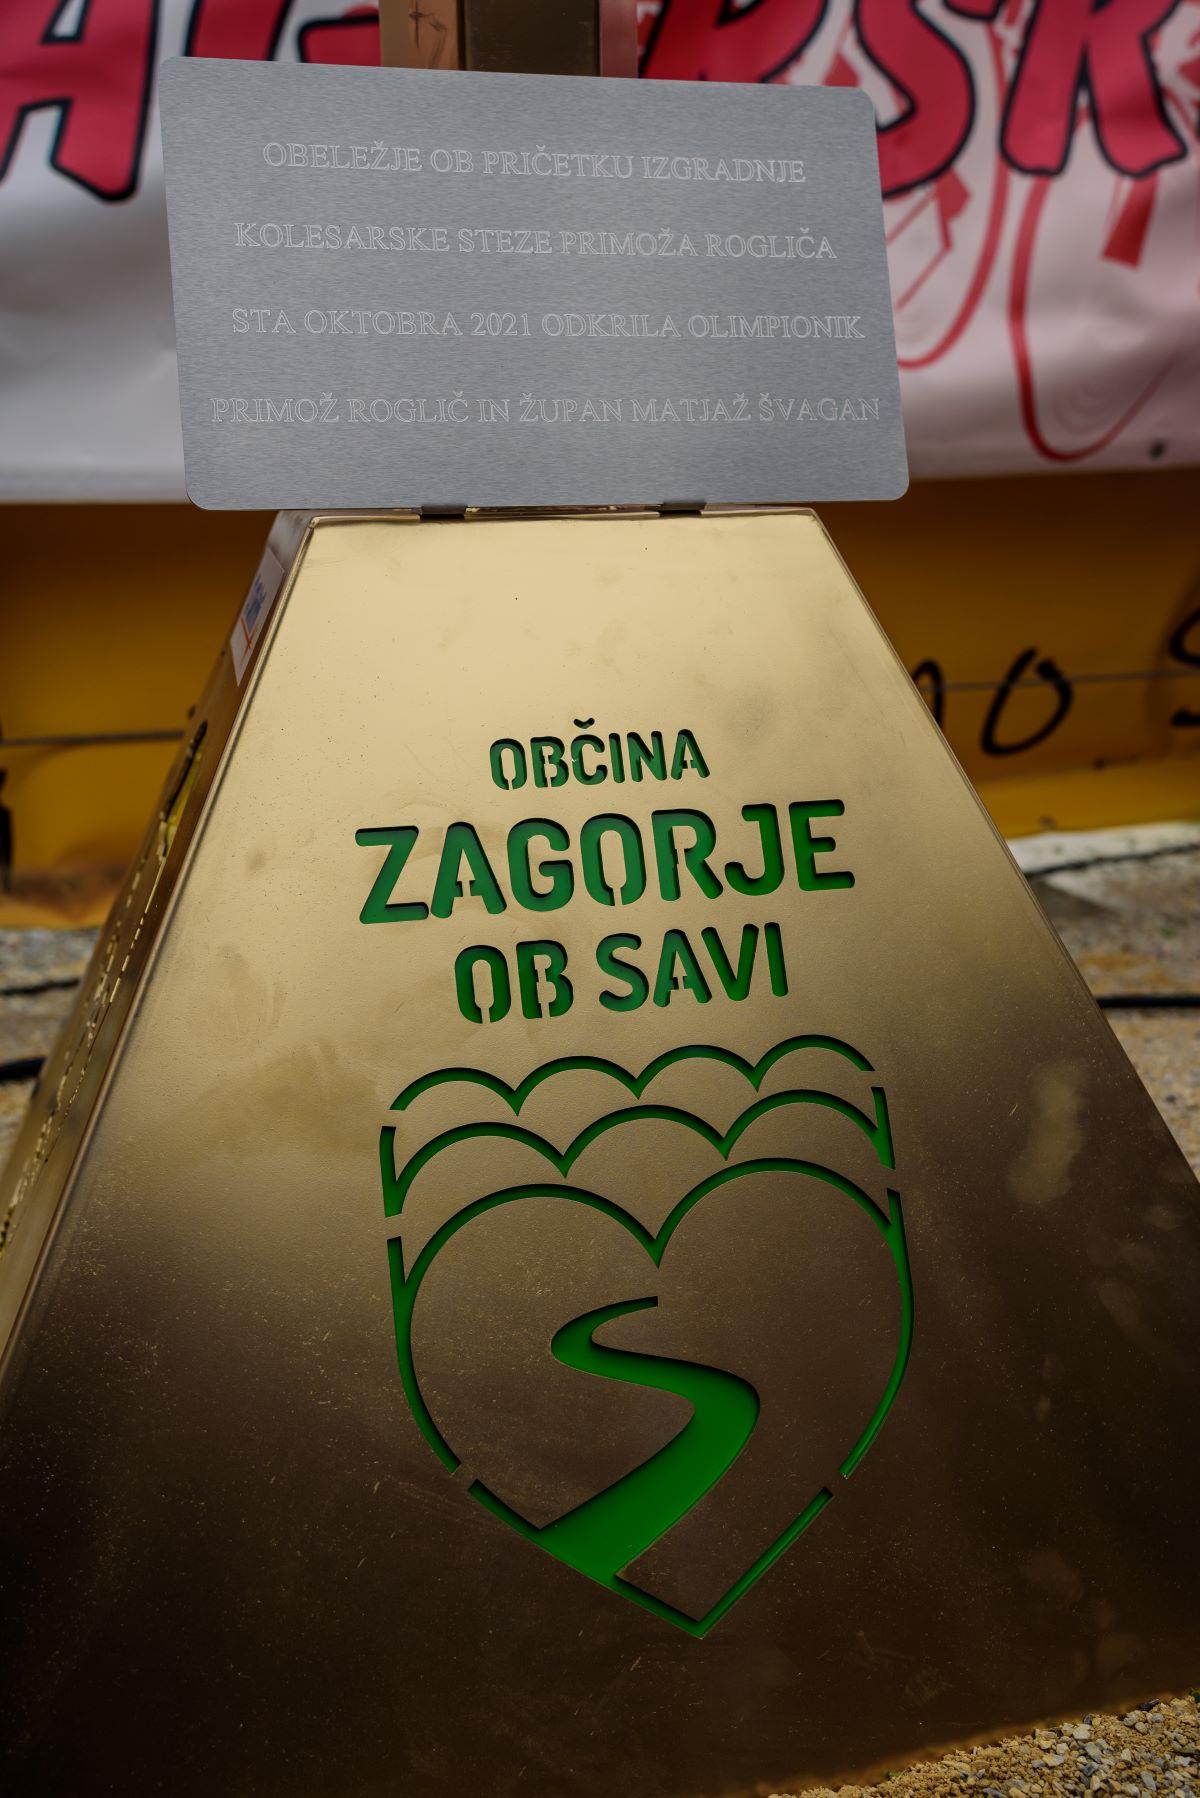 OBELEŽJE OB PRIČETKU IZGRADNJE
KOLESARSKE STEZE PRIMOŽA ROGLIČA
STA OKTOBRA 2021 ODKRILA OLIMPIONIK
PRIMOŽ ROGLIČ IN ŽUPAN MATJAŽ ŠVAGAN
OBČINA
ZAGORJE
OB SAVI